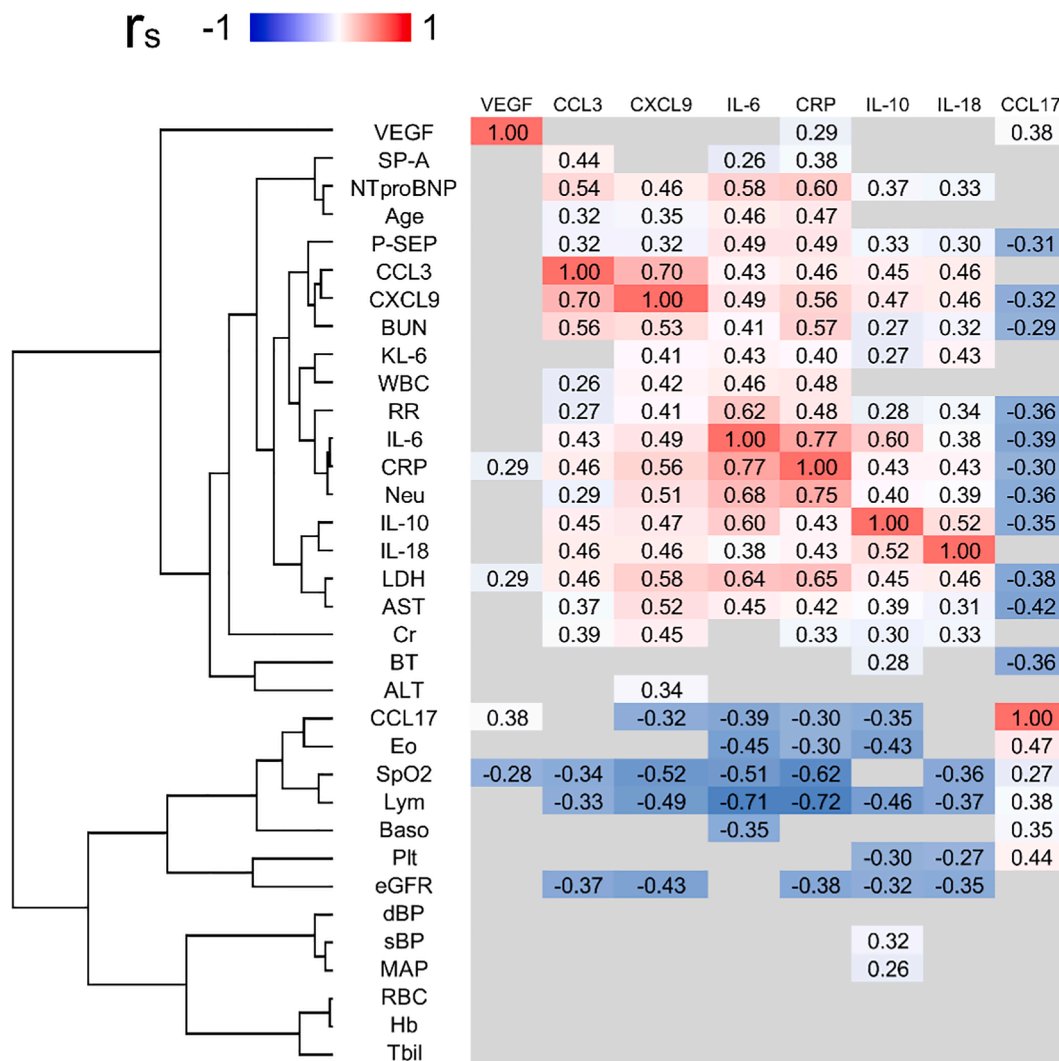 rs -1 1
VEGF CCL3 CXCL9 IL-6 CRP IL-10 IL-18 CCL17
VEGF 1.00 0.29 0.38
SP-A 0.44 0.26 0.38
NTproBNP 0.54 0.46 0.58 0.60 0.37 0.33
Age 0.32 0.35 0.46 0.47
P-SEP 0.32 0.32 0.49 0.49 0.33 0.30 -0.31
CCL3 1.00 0.70 0.43 0.46 0.45 0.46
CXCL9 0.70 1.00 0.49 0.56 0.47 0.46 -0.32
BUN 0.56 0.53 0.41 0.57 0.27 0.32 -0.29
KL-6 0.41 0.43 0.40 0.27 0.43
WBC 0.26 0.42 0.46 0.48
RR 0.27 0.41 0.62 0.48 0.28 0.34 -0.36
IL-6 0.43 0.49 1.00 0.77 0.60 0.38 -0.39
CRP 0.29 0.46 0.56 0.77 1.00 0.43 0.43 -0.30
Neu 0.29 0.51 0.68 0.75 0.40 0.39 -0.36
IL-10 0.45 0.47 0.60 0.43 1.00 0.52 -0.35
IL-18 0.46 0.46 0.38 0.43 0.52 1.00
LDH 0.29 0.46 0.58 0.64 0.65 0.45 0.46 -0.38
AST 0.37 0.52 0.45 0.42 0.39 0.31 -0.42
Cr 0.39 0.45 0.33 0.30 0.33
BT 0.28 -0.36
ALT 0.34
CCL17 0.38 -0.32 -0.39 -0.30 -0.35 1.00
Eo -0.45 -0.30 -0.43 0.47
SpO2 -0.28 -0.34 -0.52 -0.51 -0.62 -0.36 0.27
Lym -0.33 -0.49 -0.71 -0.72 -0.46 -0.37 0.38
Baso -0.35 0.35
Plt -0.30 -0.27 0.44
eGFR -0.37 -0.43 -0.38 -0.32 -0.35
dBP
sBP 0.32
MAP 0.26
RBC
Hb
Tbil